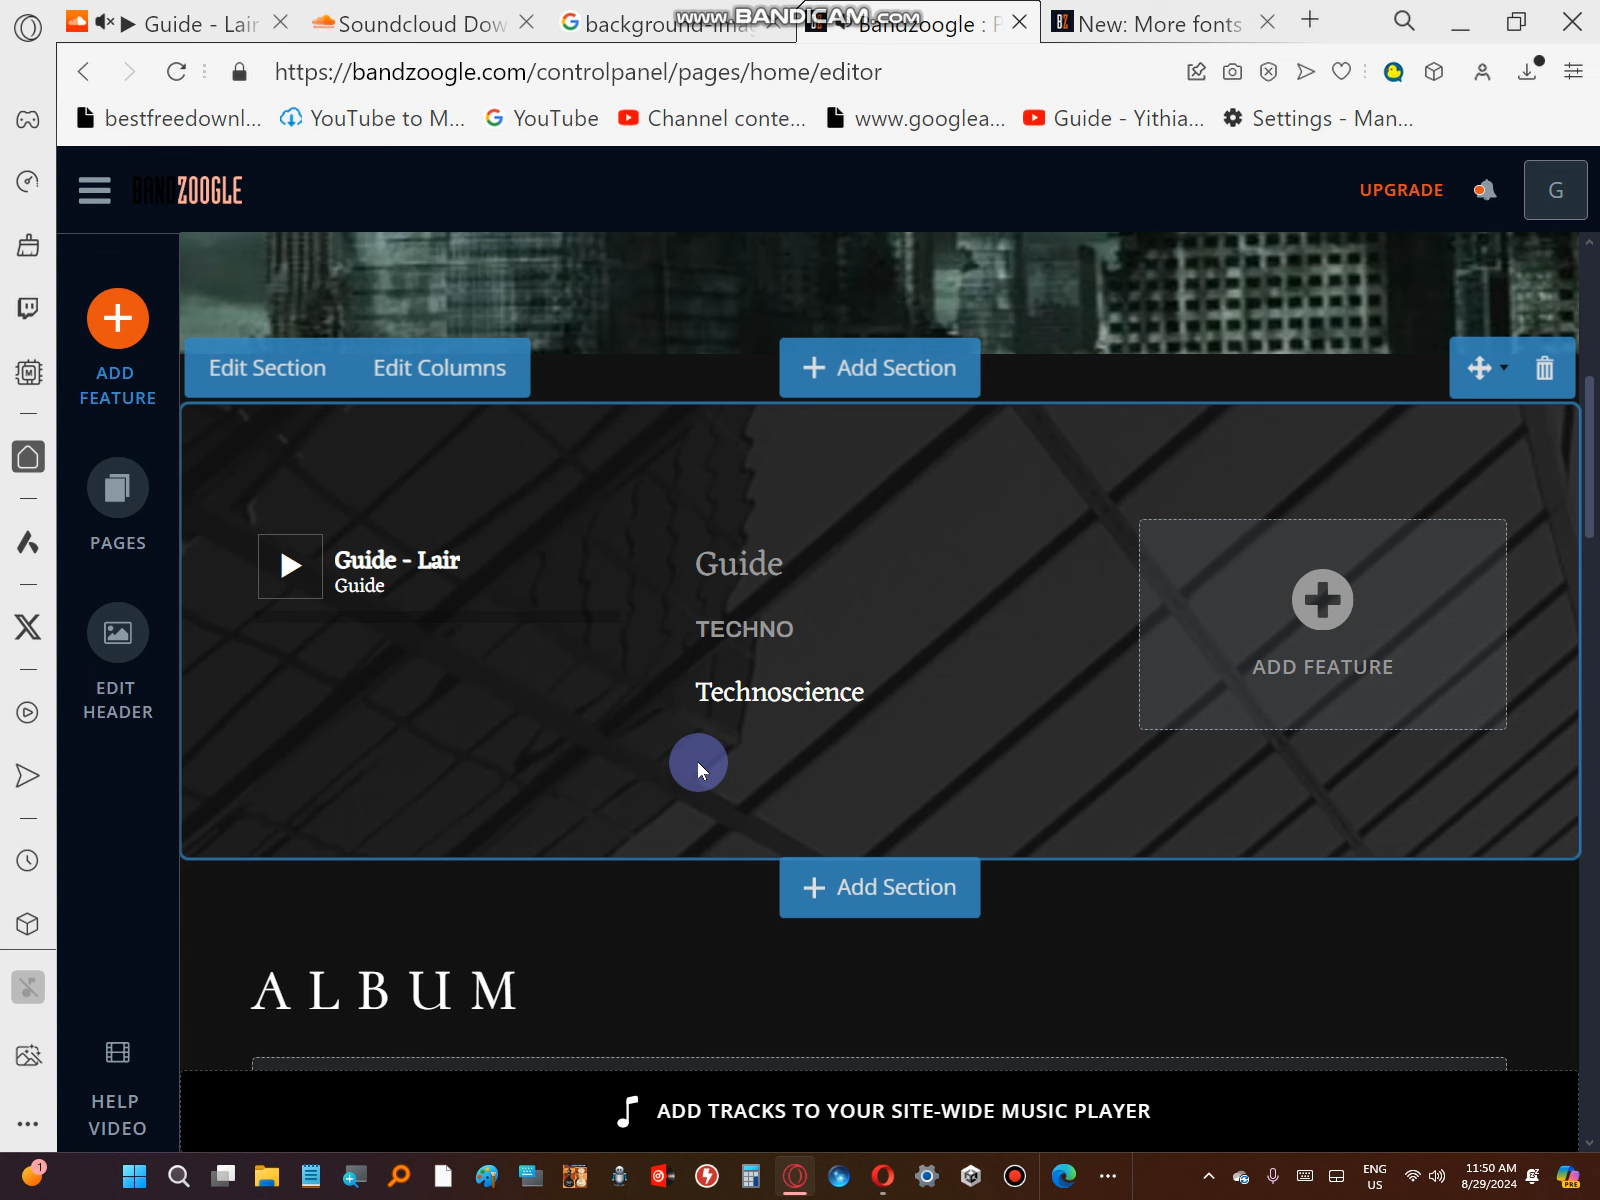 Guide - Lair
Soundcloud Dow
background-ima
Bandzoogle : P
New: More fonts
www.BANDICAM.com
https://bandzoogle.com/controlpanel/pages/home/editor
bestfreedownl...
YouTube to M...
YouTube
Channel conte...
www.googlea...
Guide - Yithia...
Settings - Man...
BANDZOOGLE
UPGRADE
G
ADD
FEATURE
PAGES
EDIT
HEADER
HELP
VIDEO
Edit Section
Edit Columns
+ Add Section
Guide - Lair
Guide
Guide
TECHNO
Technoscience
ADD FEATURE
+ Add Section
ALBUM
ADD TRACKS TO YOUR SITE-WIDE MUSIC PLAYER
1
ENG
US
11:50 AM
8/29/2024
PRE